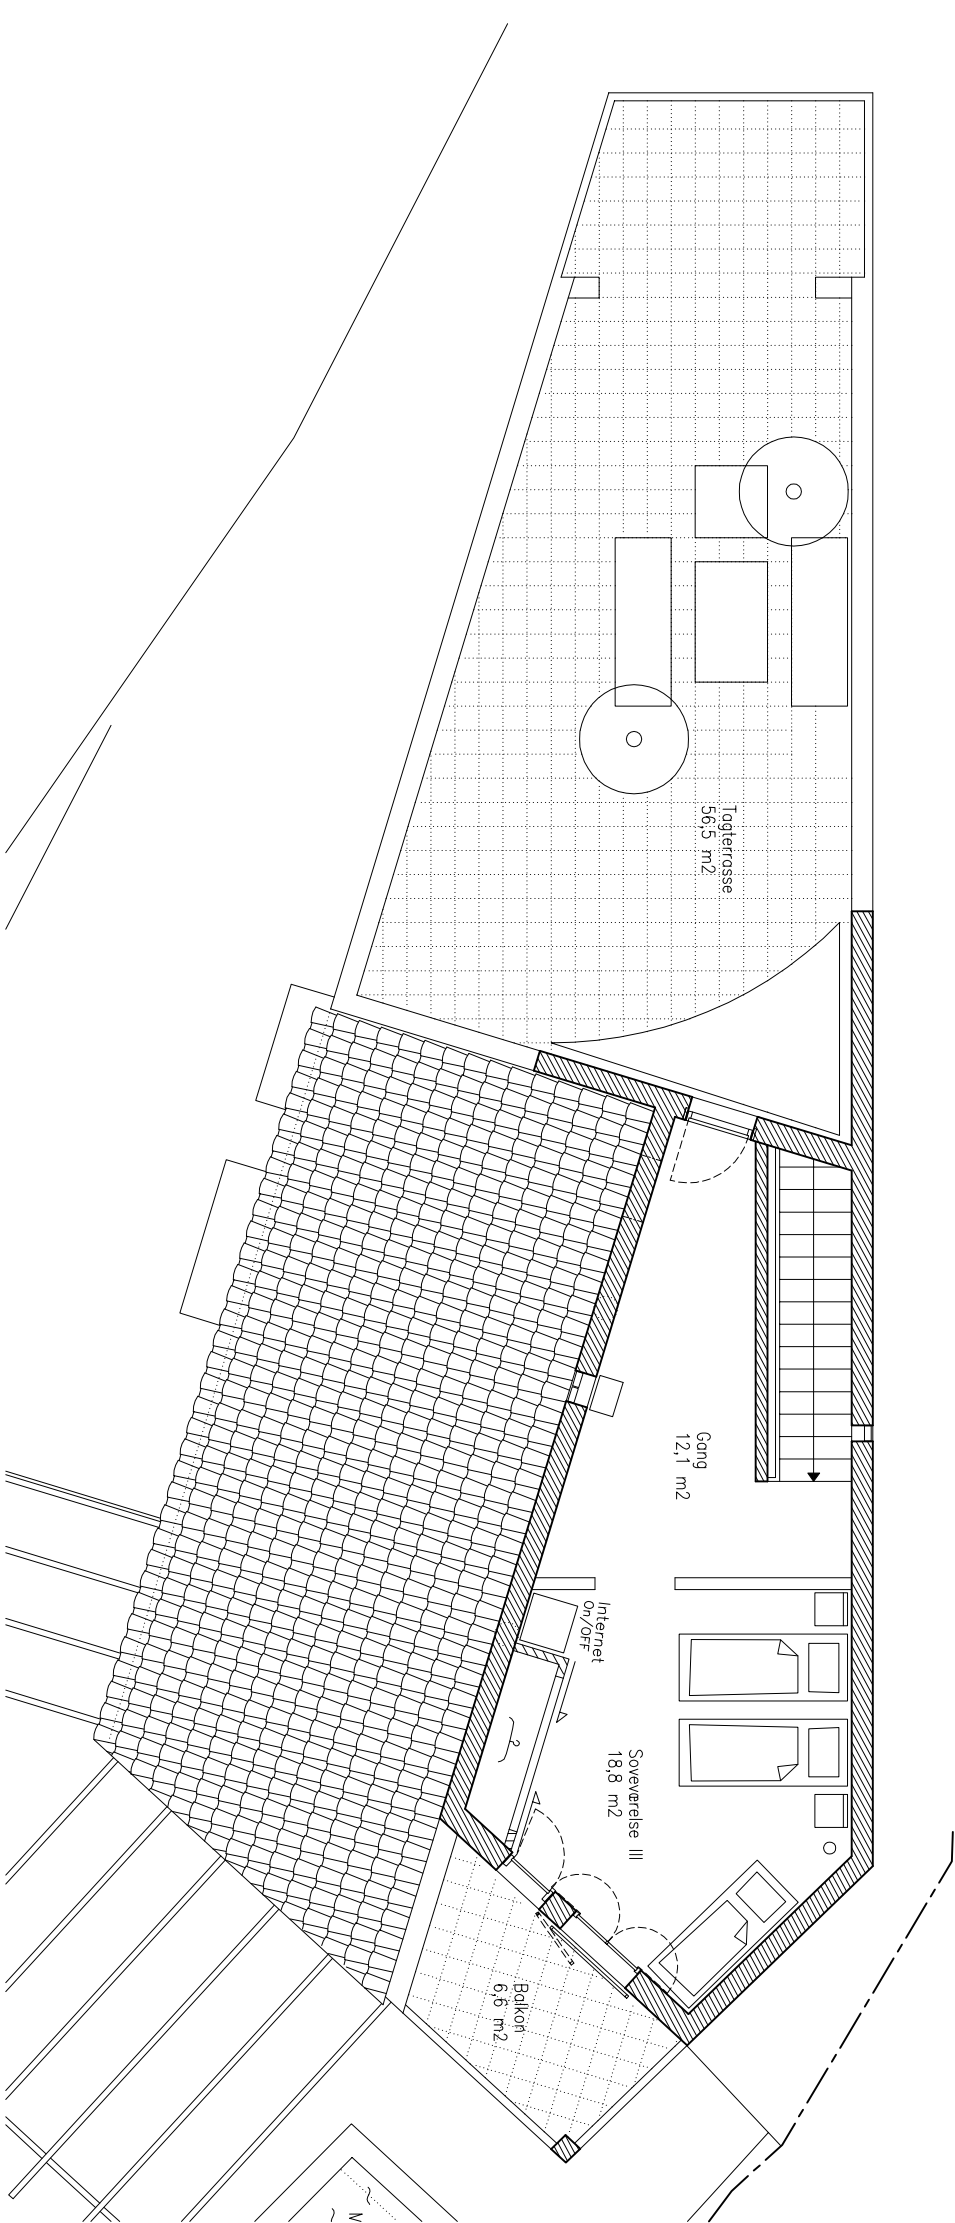 Tagterrasse
56,5 m2
Gang
12,1 m2
Internet
On/OFF
Soveværelse III
18,8 m2
Balkon
6,6 m2